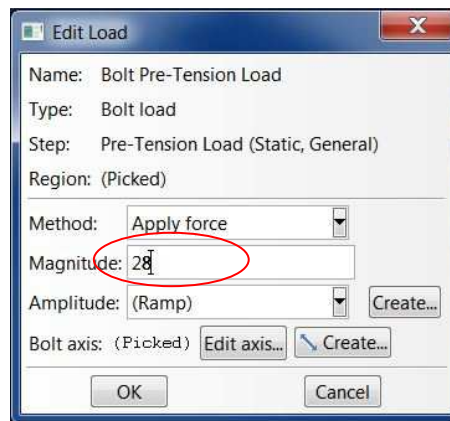 Edit Load
Name: Bolt Pre-Tension Load
Type: Bolt load
Step: Pre-Tension Load (Static, General)
Region: (Picked)
Method: Apply force
Magnitude: 28
Amplitude: (Ramp) Create...
Bolt axis: (Picked) Edit axis... Create...
OK Cancel